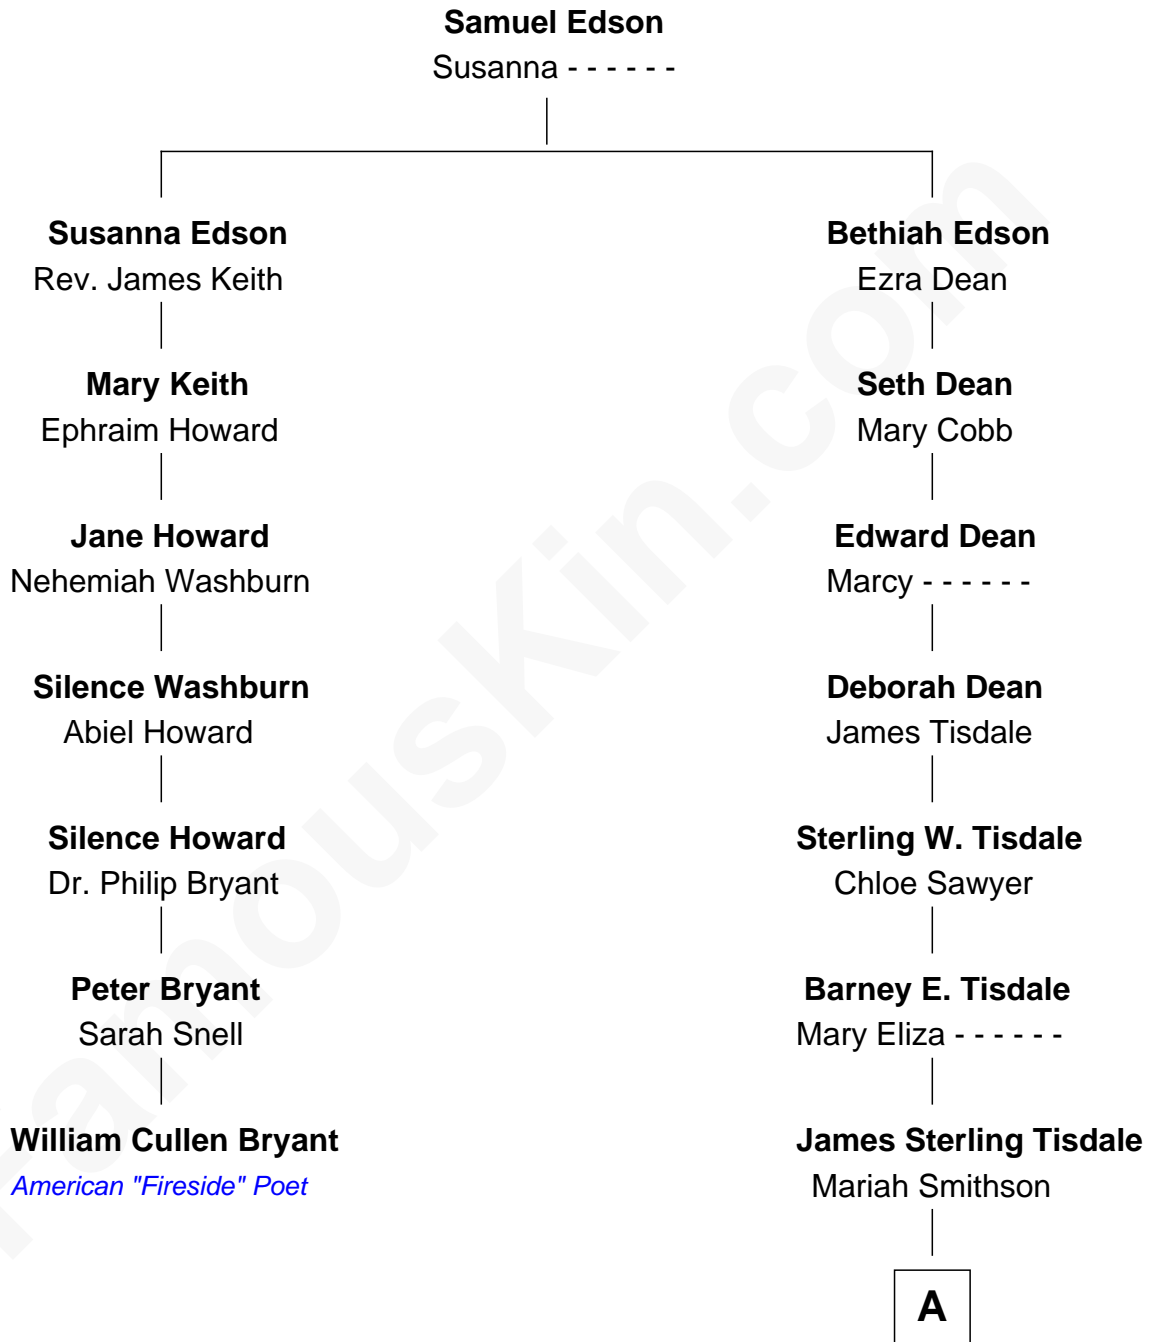 Samuel Edson
Susanna - - - - - -
Susanna Edson
Rev. James Keith
Bethiah Edson
Ezra Dean
Mary Keith
Ephraim Howard
Seth Dean
Mary Cobb
Jane Howard
Nehemiah Washburn
Edward Dean
Marcy - - - - - -
Silence Washburn
Abiel Howard
Deborah Dean
James Tisdale
Silence Howard
Dr. Philip Bryant
Sterling W. Tisdale
Chloe Sawyer
Peter Bryant
Sarah Snell
Barney E. Tisdale
Mary Eliza - - - - - -
William Cullen Bryant
American "Fireside" Poet
James Sterling Tisdale
Mariah Smithson
A
FamousKin.com